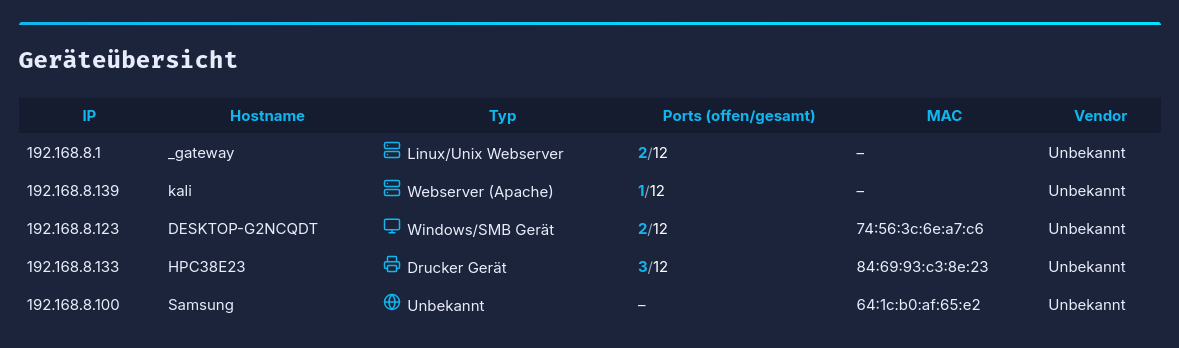 Geräteübersicht
IP Hostname Typ Ports (offen/gesamt) MAC Vendor
192.168.8.1 _gateway Linux/Unix Webserver 2/12 – Unbekannt
192.168.8.139 kali Webserver (Apache) 1/12 – Unbekannt
192.168.8.123 DESKTOP-G2NCQDT Windows/SMB Gerät 2/12 74:56:3c:6e:a7:c6 Unbekannt
192.168.8.133 HPC38E23 Drucker Gerät 3/12 84:69:93:c3:8e:23 Unbekannt
192.168.8.100 Samsung Unbekannt – 64:1c:b0:af:65:e2 Unbekannt